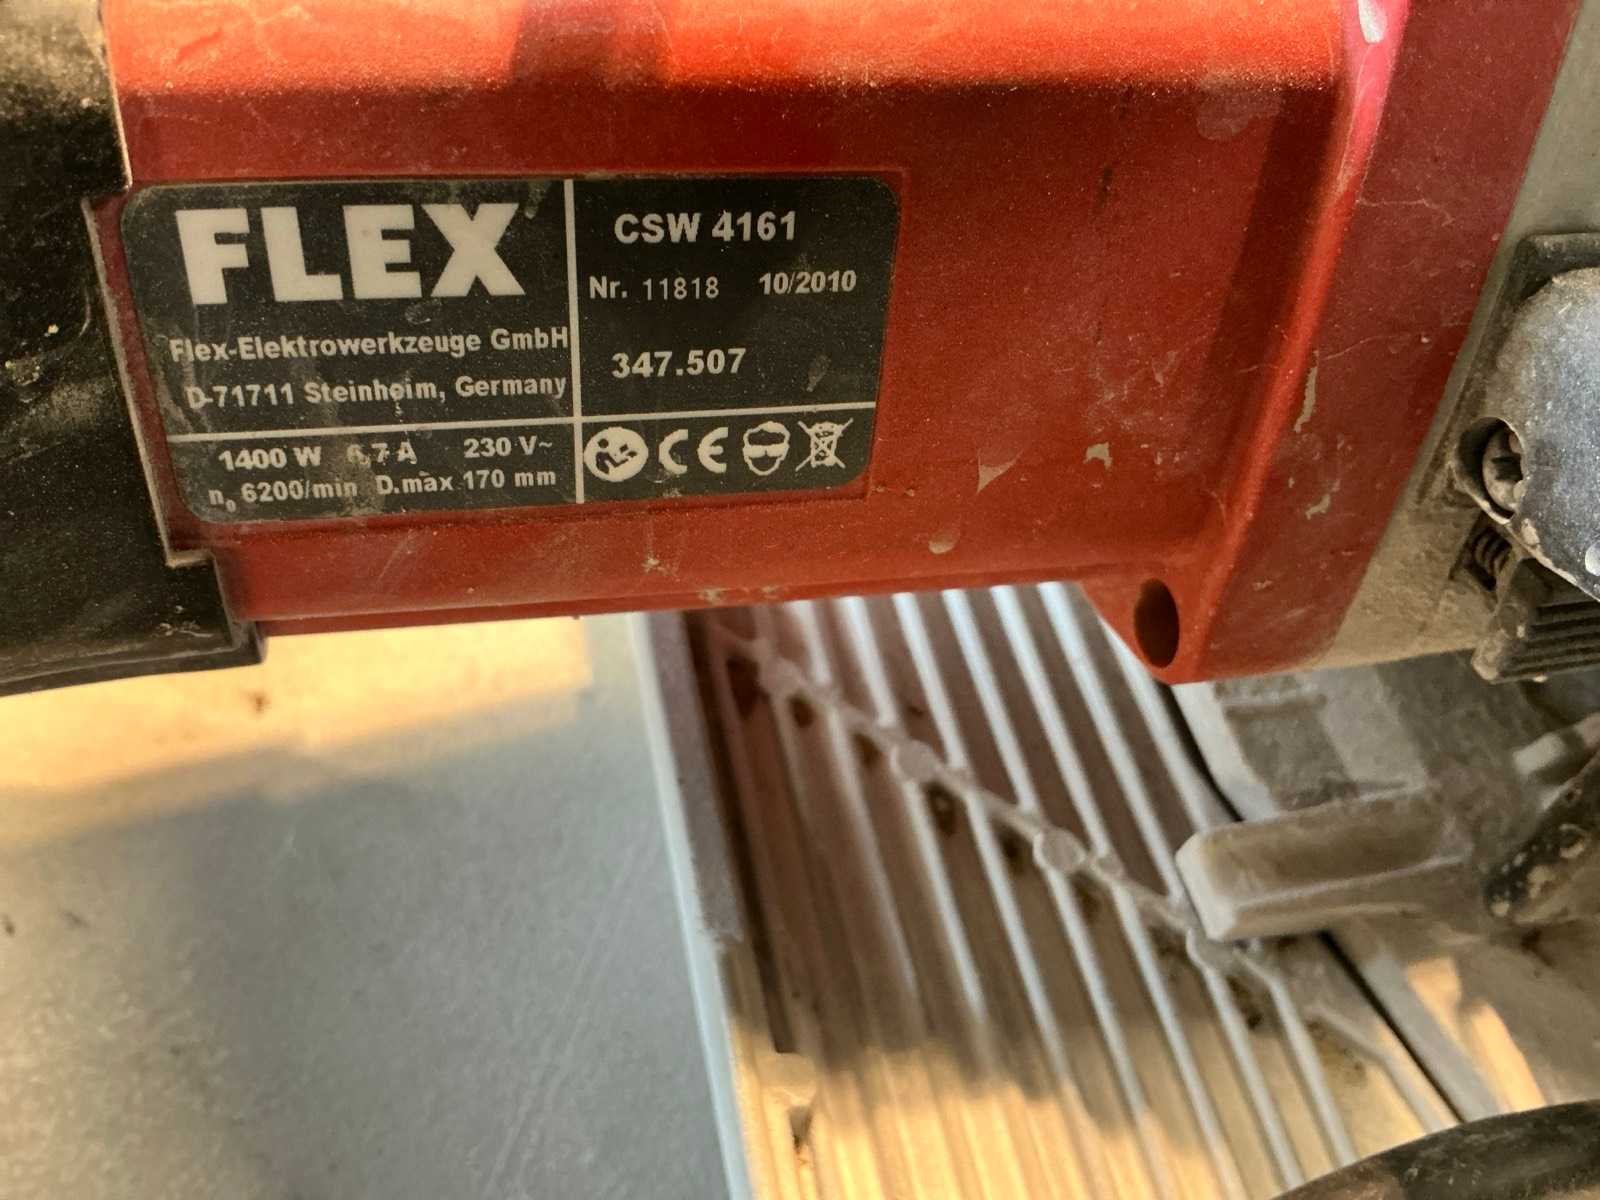 FLEX
Flex-Elektrowerkzeuge GmbH
D-71711 Steinheim, Germany
CSW 4161
Nr. 11818 10/2010
347.507
1400 W 6,7 A 230 V~
n₀ 6200/min D.max 170 mm
CE